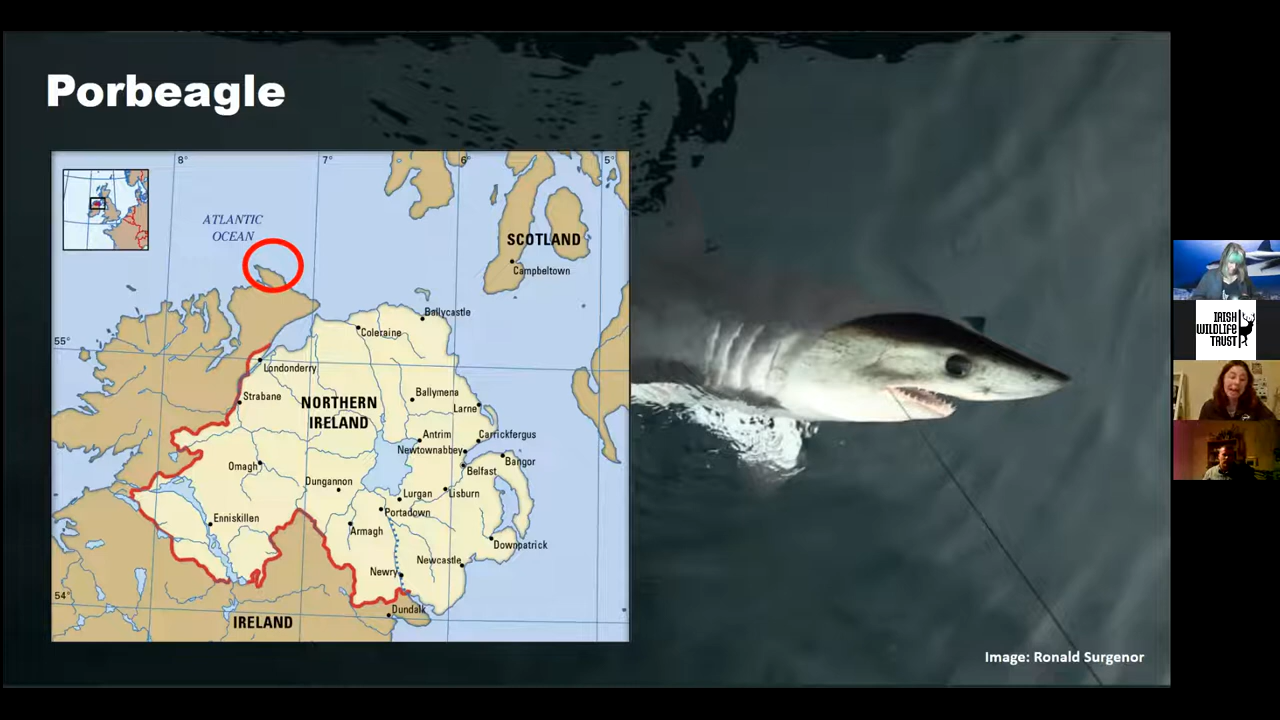 Porbeagle
8°
7°
6°
5°
ATLANTIC
OCEAN
SCOTLAND
Campbeltown
Ballycastle
Coleraine
55°
Londonderry
Strabane
Ballymena
NORTHERN
IRELAND
Larne
Antrim
Carrickfergus
Newtownabbey
Bangor
Omagh
Belfast
Dungannon
Lurgan
Lisburn
Portadown
Enniskillen
Armagh
Downpatrick
Newcastle
Newry
54°
Dundalk
IRELAND
Image: Ronald Surgenor
IRISH
WILDLIFE
TRUST